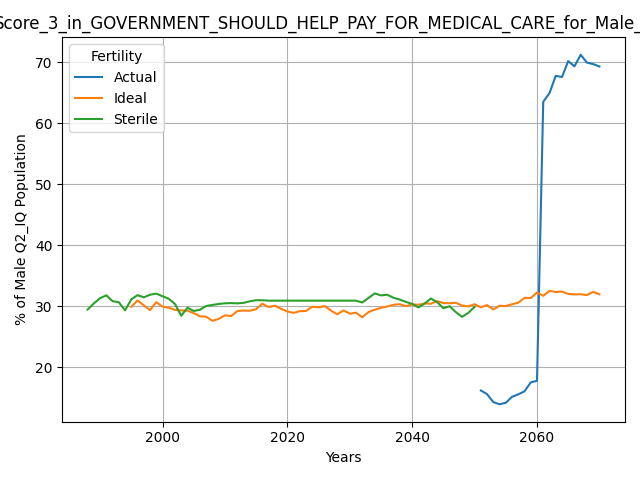 Score_3_in_GOVERNMENT_SHOULD_HELP_PAY_FOR_MEDICAL_CARE_for_Male_
Fertility
Actual
Ideal
Sterile
70
60
50
40
30
20
% of Male Q2_IQ Population
2000 2020 2040 2060
Years